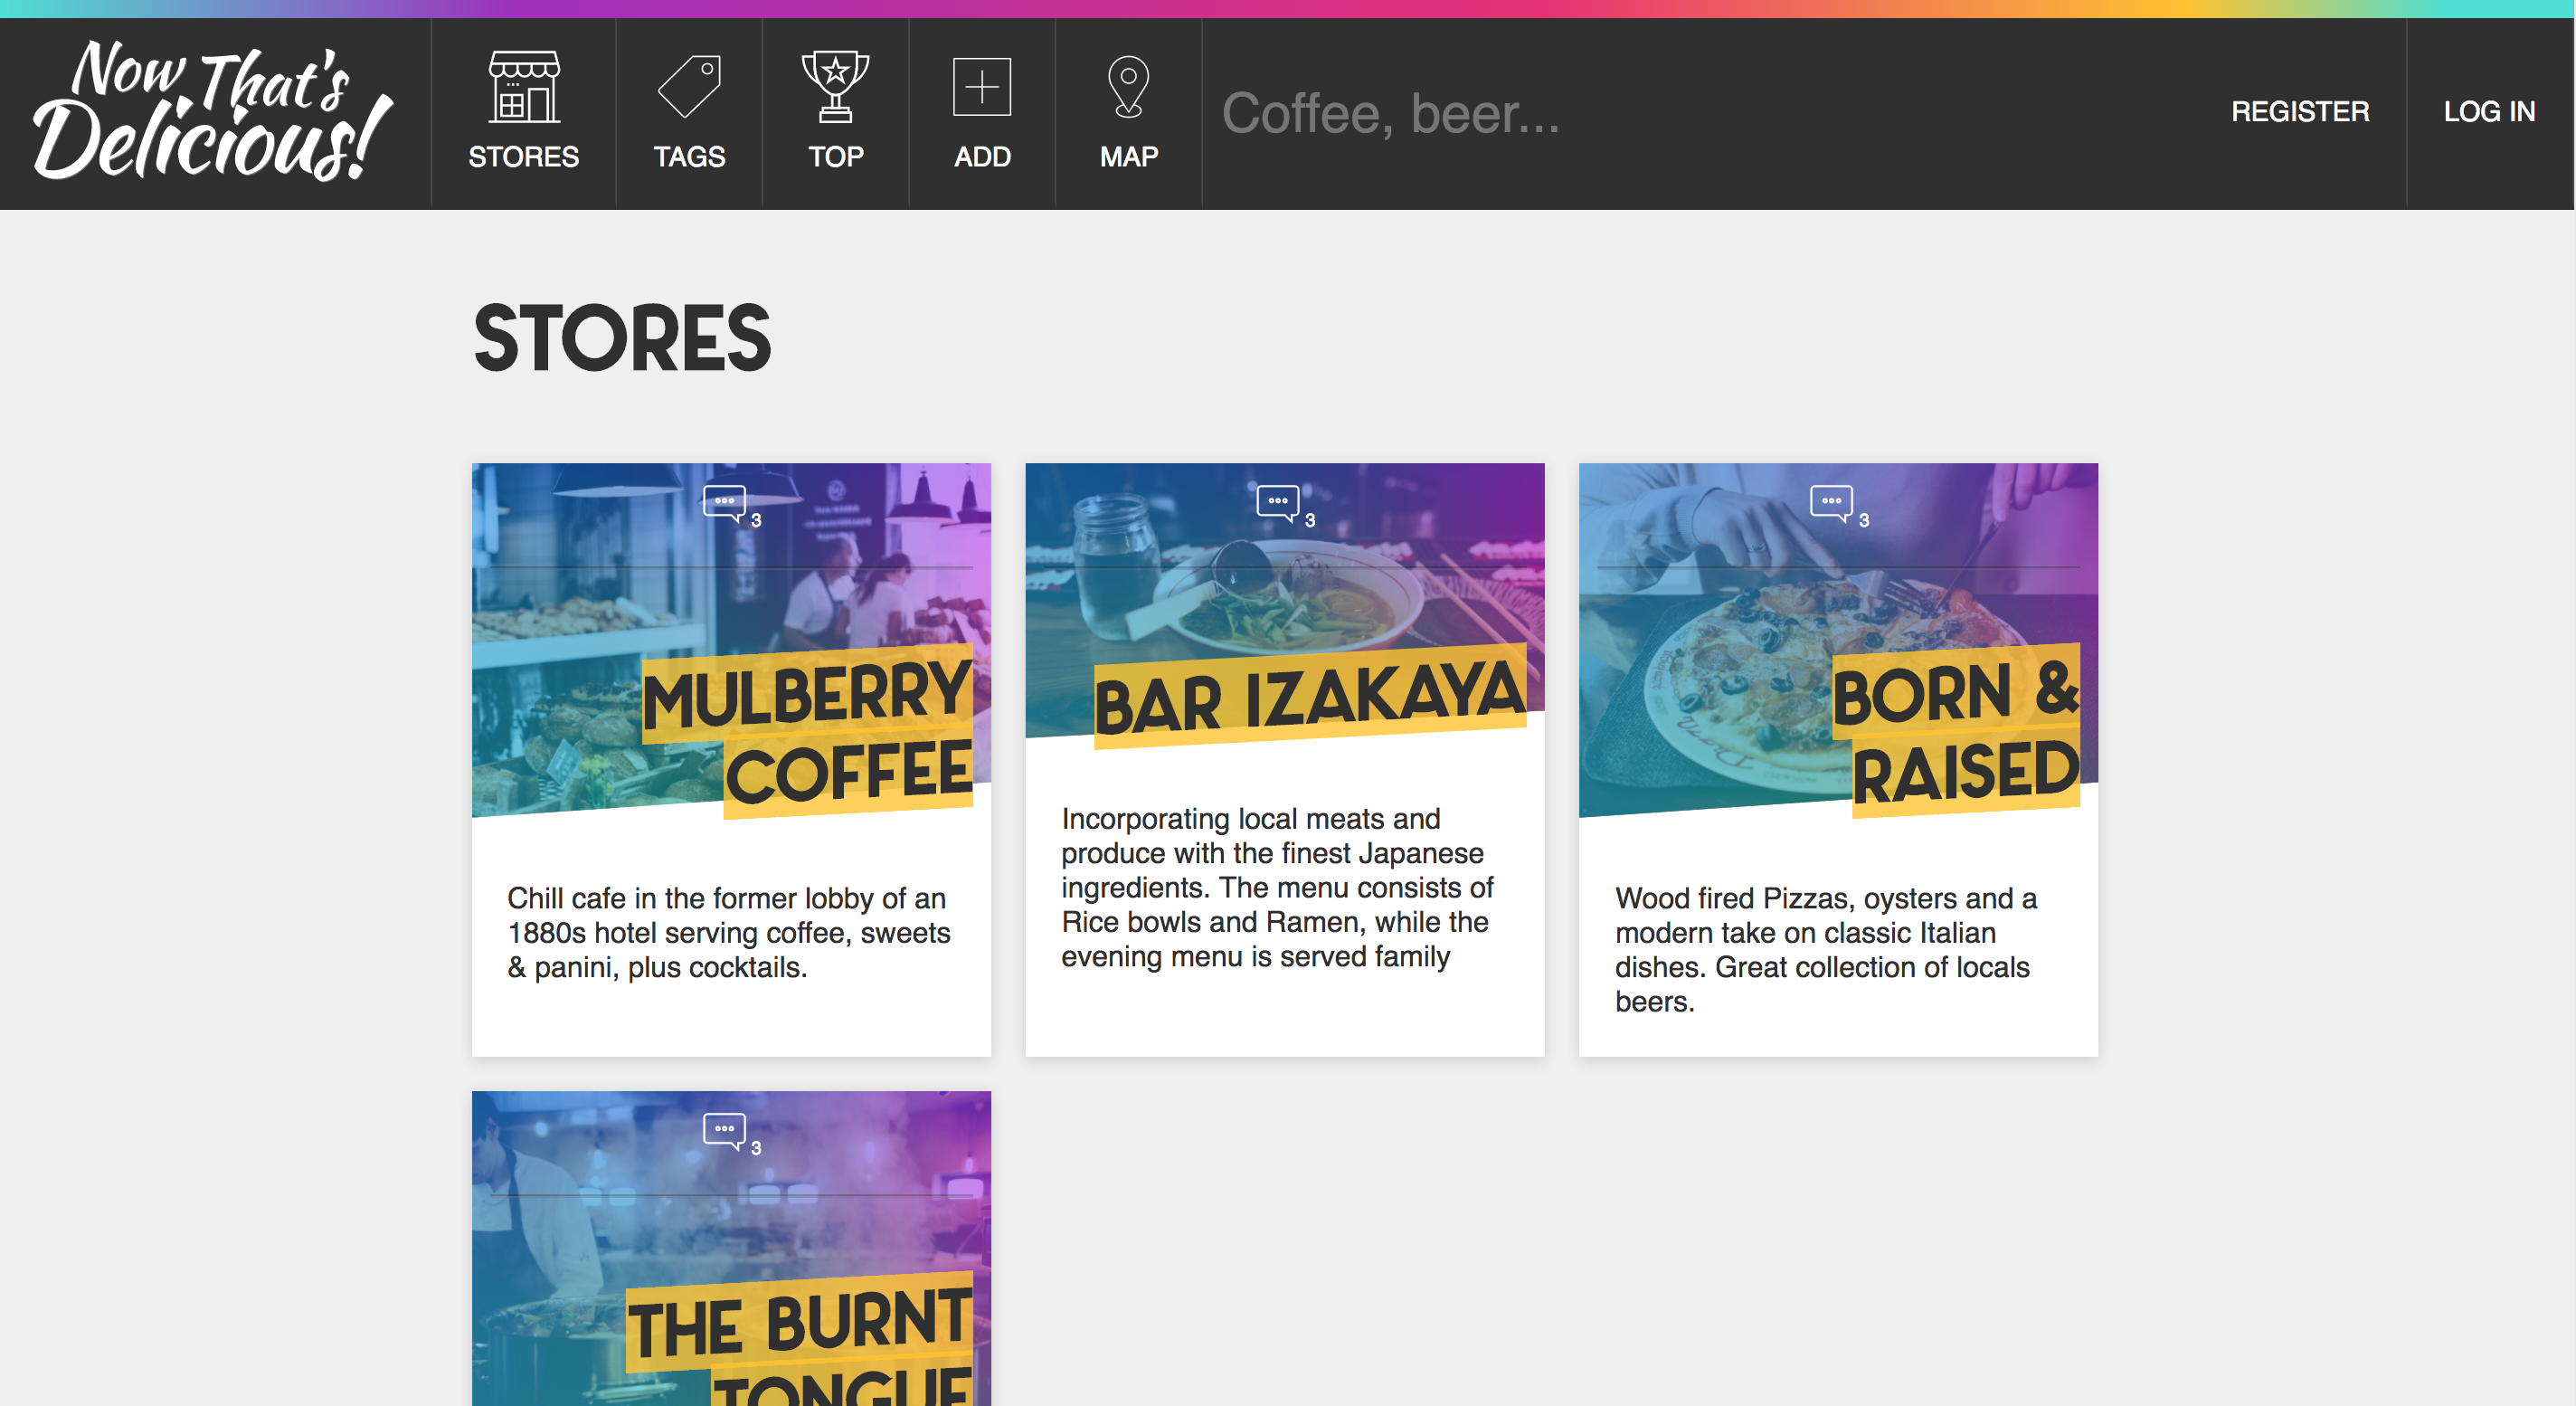 Now That's
Delicious!
STORES
TAGS
TOP
ADD
MAP
Coffee, beer...
REGISTER
LOG IN
STORES
3
MULBERRY
COFFEE
Chill cafe in the former lobby of an
1880s hotel serving coffee, sweets
& panini, plus cocktails.
3
BAR IZAKAYA
Incorporating local meats and
produce with the finest Japanese
ingredients. The menu consists of
Rice bowls and Ramen, while the
evening menu is served family
3
BORN &
RAISED
Wood fired Pizzas, oysters and a
modern take on classic Italian
dishes. Great collection of locals
beers.
3
THE BURNT
TONGUE